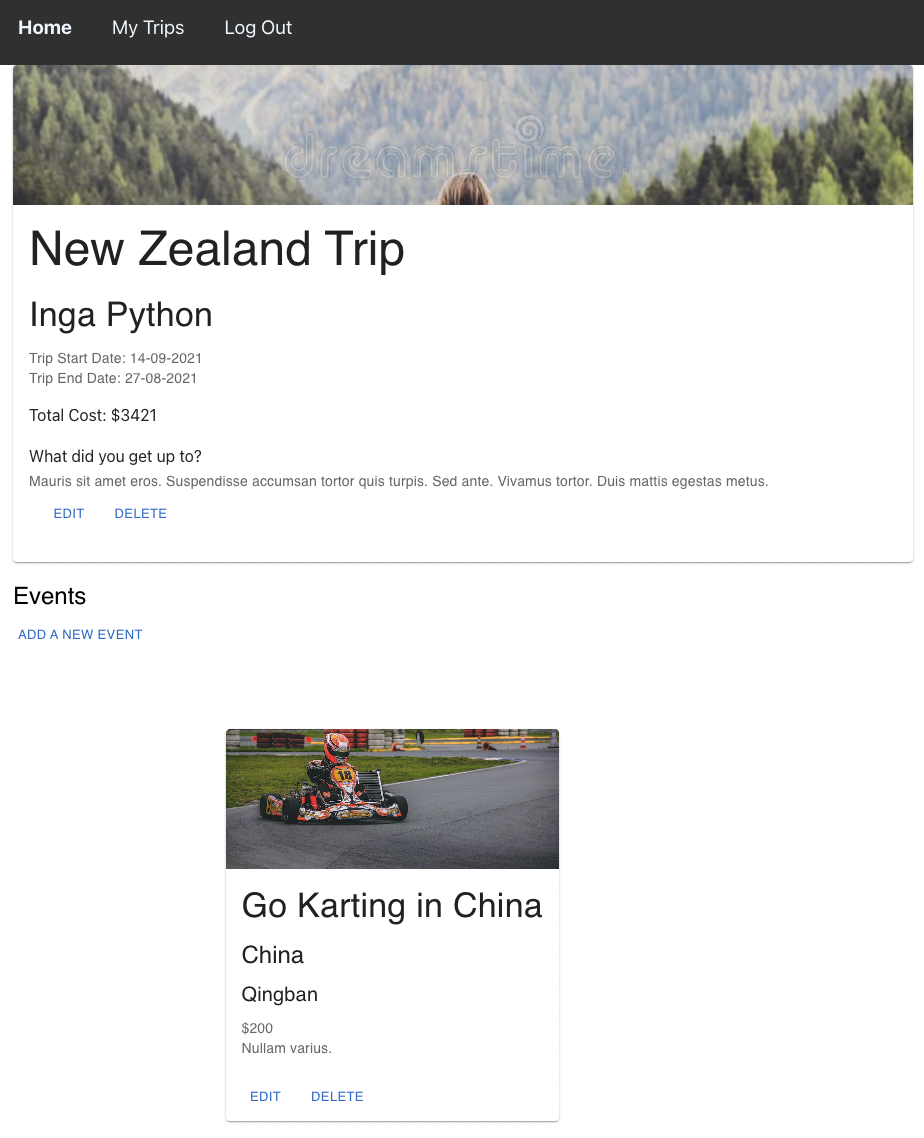 Home My Trips Log Out
dreamstime
New Zealand Trip
Inga Python
Trip Start Date: 14-09-2021
Trip End Date: 27-08-2021
Total Cost: $3421
What did you get up to?
Mauris sit amet eros. Suspendisse accumsan tortor quis turpis. Sed ante. Vivamus tortor. Duis mattis egestas metus.
EDIT DELETE
Events
ADD A NEW EVENT
18
Go Karting in China
China
Qingban
$200
Nullam varius.
EDIT DELETE